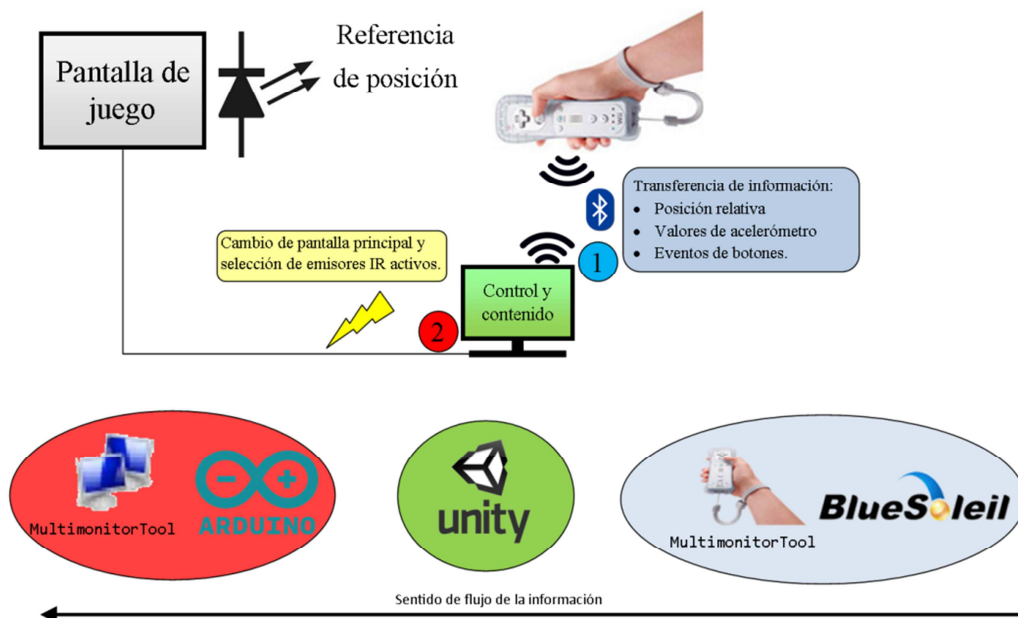 Pantalla de
juego
Referencia
de posición
Wii
Transferencia de información:
• Posición relativa
• Valores de acelerómetro
• Eventos de botones.
1
Cambio de pantalla principal y
selección de emisores IR activos.
Control y
contenido
2
MultimonitorTool
ARDUINO
unity
MultimonitorTool
BlueSoleil
Sentido de flujo de la información